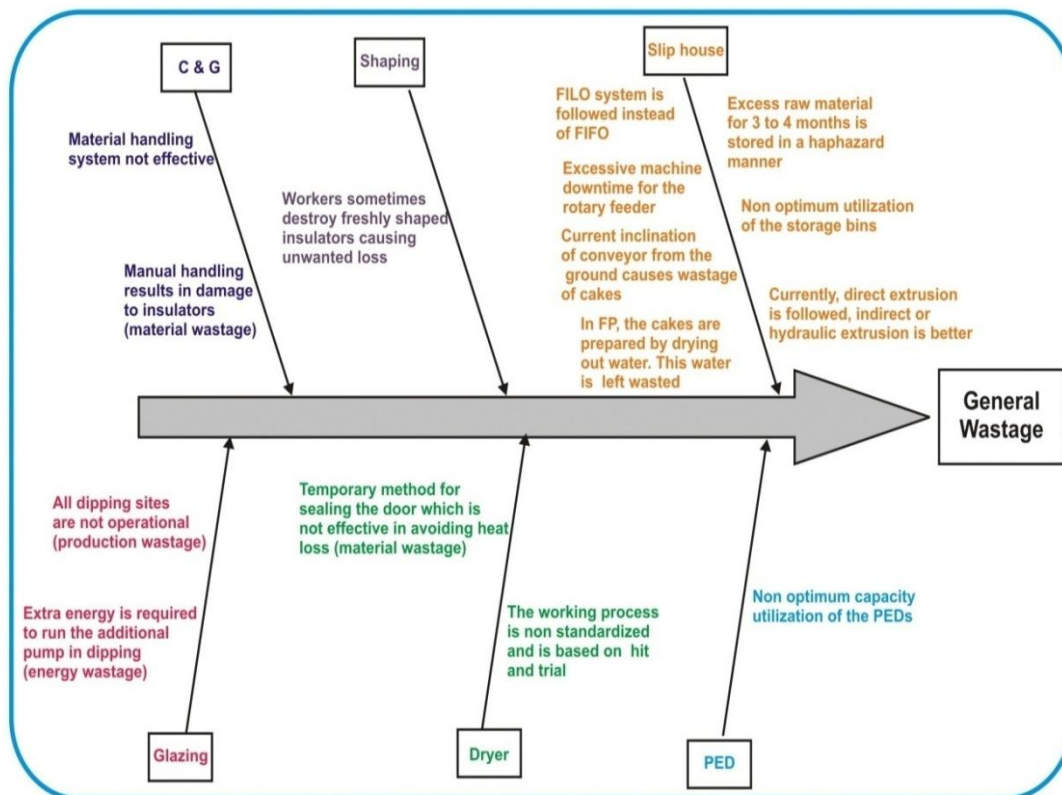 C & G
Material handling
system not effective
Manual handling
results in damage
to insulators
(material wastage)
Shaping
Workers sometimes
destroy freshly shaped
insulators causing
unwanted loss
Slip house
FILO system is
followed instead
of FIFO
Excessive machine
downtime for the
rotary feeder
Current inclination
of conveyor from the
ground causes wastage
of cakes
In FP, the cakes are
prepared by drying
out water. This water
is left wasted
Excess raw material
for 3 to 4 months is
stored in a haphazard
manner
Non optimum utilization
of the storage bins
Currently, direct extrusion
is followed, indirect or
hydraulic extrusion is better
General
Wastage
All dipping sites
are not operational
(production wastage)
Extra energy is required
to run the additional
pump in dipping
(energy wastage)
Glazing
Temporary method for
sealing the door which is
not effective in avoiding heat
loss (material wastage)
The working process
is non standardized
and is based on hit
and trial
Dryer
Non optimum capacity
utilization of the PEDs
PED